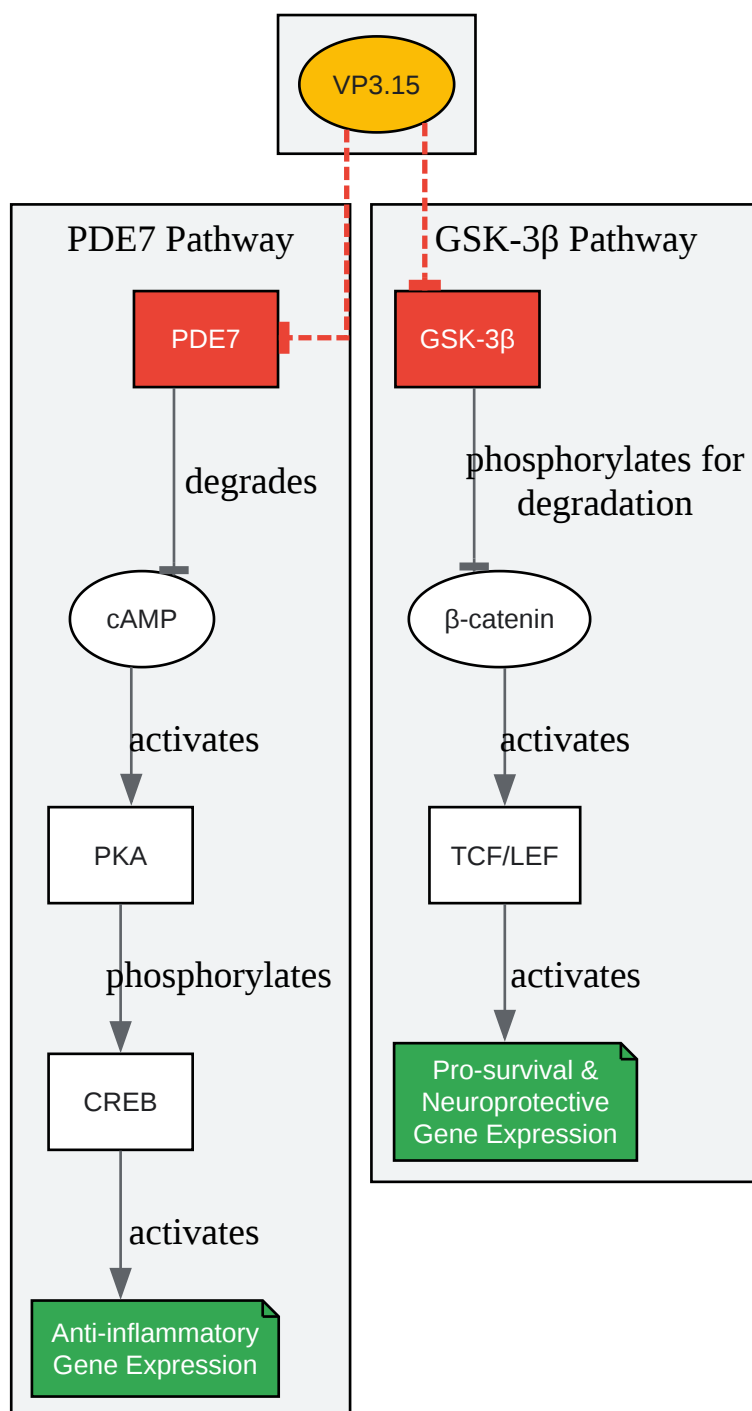 VP3.15
PDE7 Pathway
PDE7
degrades
cAMP
activates
PKA
phosphorylates
CREB
activates
Anti-inflammatory
Gene Expression
GSK-3β Pathway
GSK-3β
phosphorylates for
degradation
β-catenin
activates
TCF/LEF
activates
Pro-survival &
Neuroprotective
Gene Expression